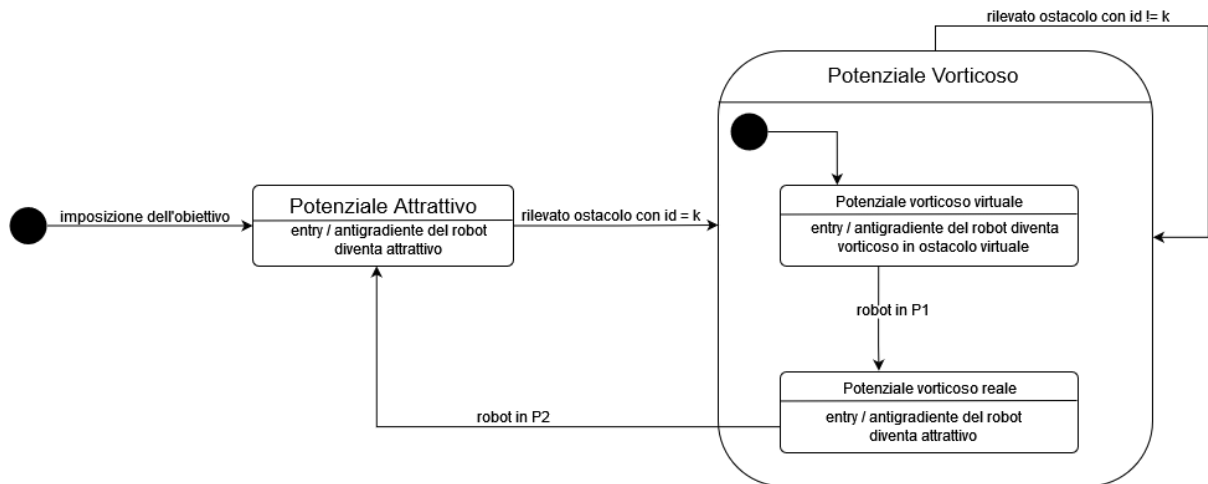 rilevato ostacolo con id != k
Potenziale Vorticoso
imposizione dell'obiettivo
Potenziale Attrattivo
entry / antigradiente del robot
diventa attrattivo
rilevato ostacolo con id = k
Potenziale vorticoso virtuale
entry / antigradiente del robot diventa
vorticoso in ostacolo virtuale
robot in P1
Potenziale vorticoso reale
entry / antigradiente del robot
diventa attrattivo
robot in P2